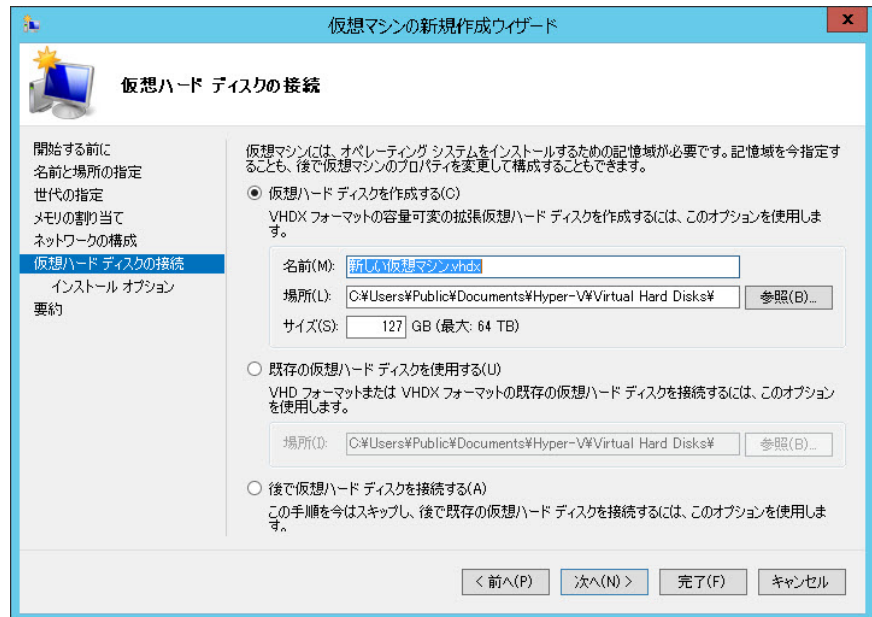 仮想マシンの新規作成ウィザード
x
仮想ハード ディスクの接続
開始する前に
名前と場所の指定
世代の指定
メモリの割り当て
ネットワークの構成
仮想ハード ディスクの接続
インストール オプション
要約
仮想マシンには、オペレーティング システムをインストールするための記憶域が必要です。記憶域を今指定す
ることも、後で仮想マシンのプロパティを変更して構成することもできます。
仮想ハード ディスクを作成する(C)
VHDX フォーマットの容量可変の拡張仮想ハード ディスクを作成するには、このオプションを使用しま
す。
名前(M): 新しい仮想マシン.vhdx
場所(L): C:¥Users¥Public¥Documents¥Hyper-V¥Virtual Hard Disks¥ 参照(B)...
サイズ(S): 127 GB (最大: 64 TB)
既存の仮想ハード ディスクを使用する(U)
VHD フォーマットまたは VHDX フォーマットの既存の仮想ハード ディスクを接続するには、このオプション
を使用します。
場所(I): C:¥Users¥Public¥Documents¥Hyper-V¥Virtual Hard Disks¥ 参照(B)...
後で仮想ハード ディスクを接続する(A)
この手順を今はスキップし、後で既存の仮想ハード ディスクを接続するには、このオプションを使用しま
す。
< 前へ(P) 次へ(N) > 完了(F) キャンセル